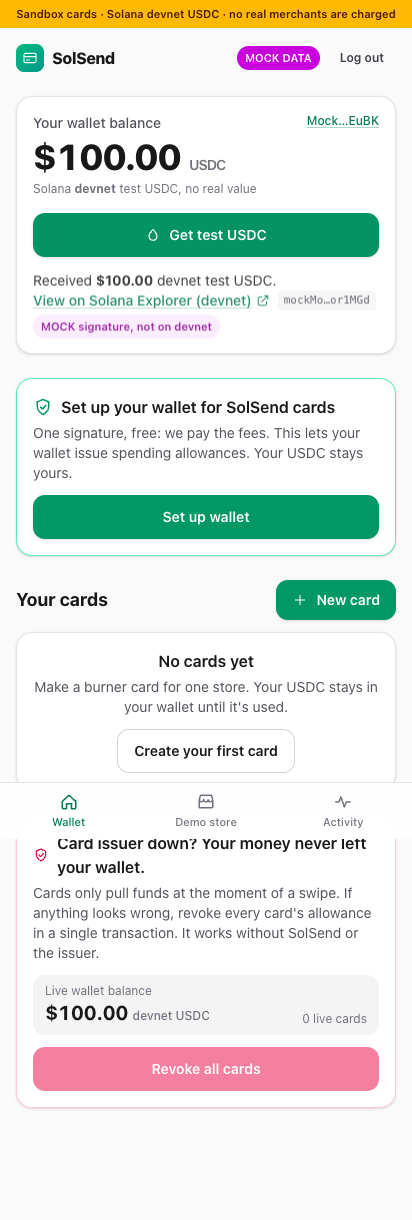 Sandbox cards · Solana devnet USDC · no real merchants are charged
SolSend
MOCK DATA
Log out
Your wallet balance
Mock…EuBK
$100.00 USDC
Solana devnet test USDC, no real value
Get test USDC
Received $100.00 devnet test USDC.
View on Solana Explorer (devnet)
mockMo…or1MGd
MOCK signature, not on devnet
Set up your wallet for SolSend cards
One signature, free: we pay the fees. This lets your
wallet issue spending allowances. Your USDC stays
yours.
Set up wallet
Your cards
New card
No cards yet
Make a burner card for one store. Your USDC stays in
your wallet until it's used.
Create your first card
Wallet
Demo store
Activity
Card issuer down? Your money never left
your wallet.
Cards only pull funds at the moment of a swipe. If
anything looks wrong, revoke every card's allowance
in a single transaction. It works without SolSend or
the issuer.
Live wallet balance
$100.00 devnet USDC
0 live cards
Revoke all cards